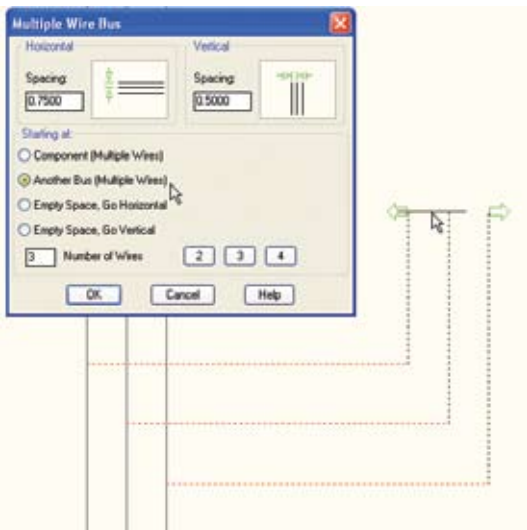 Multiple Wire Bus
Horizontal
Vertical
Spacing:
0.7500
Spacing:
0.5000
Starting at:
Component (Multiple Wires)
Another Bus (Multiple Wires)
Empty Space, Go Horizontal
Empty Space, Go Vertical
3 Number of Wires 2 3 4
OK Cancel Help